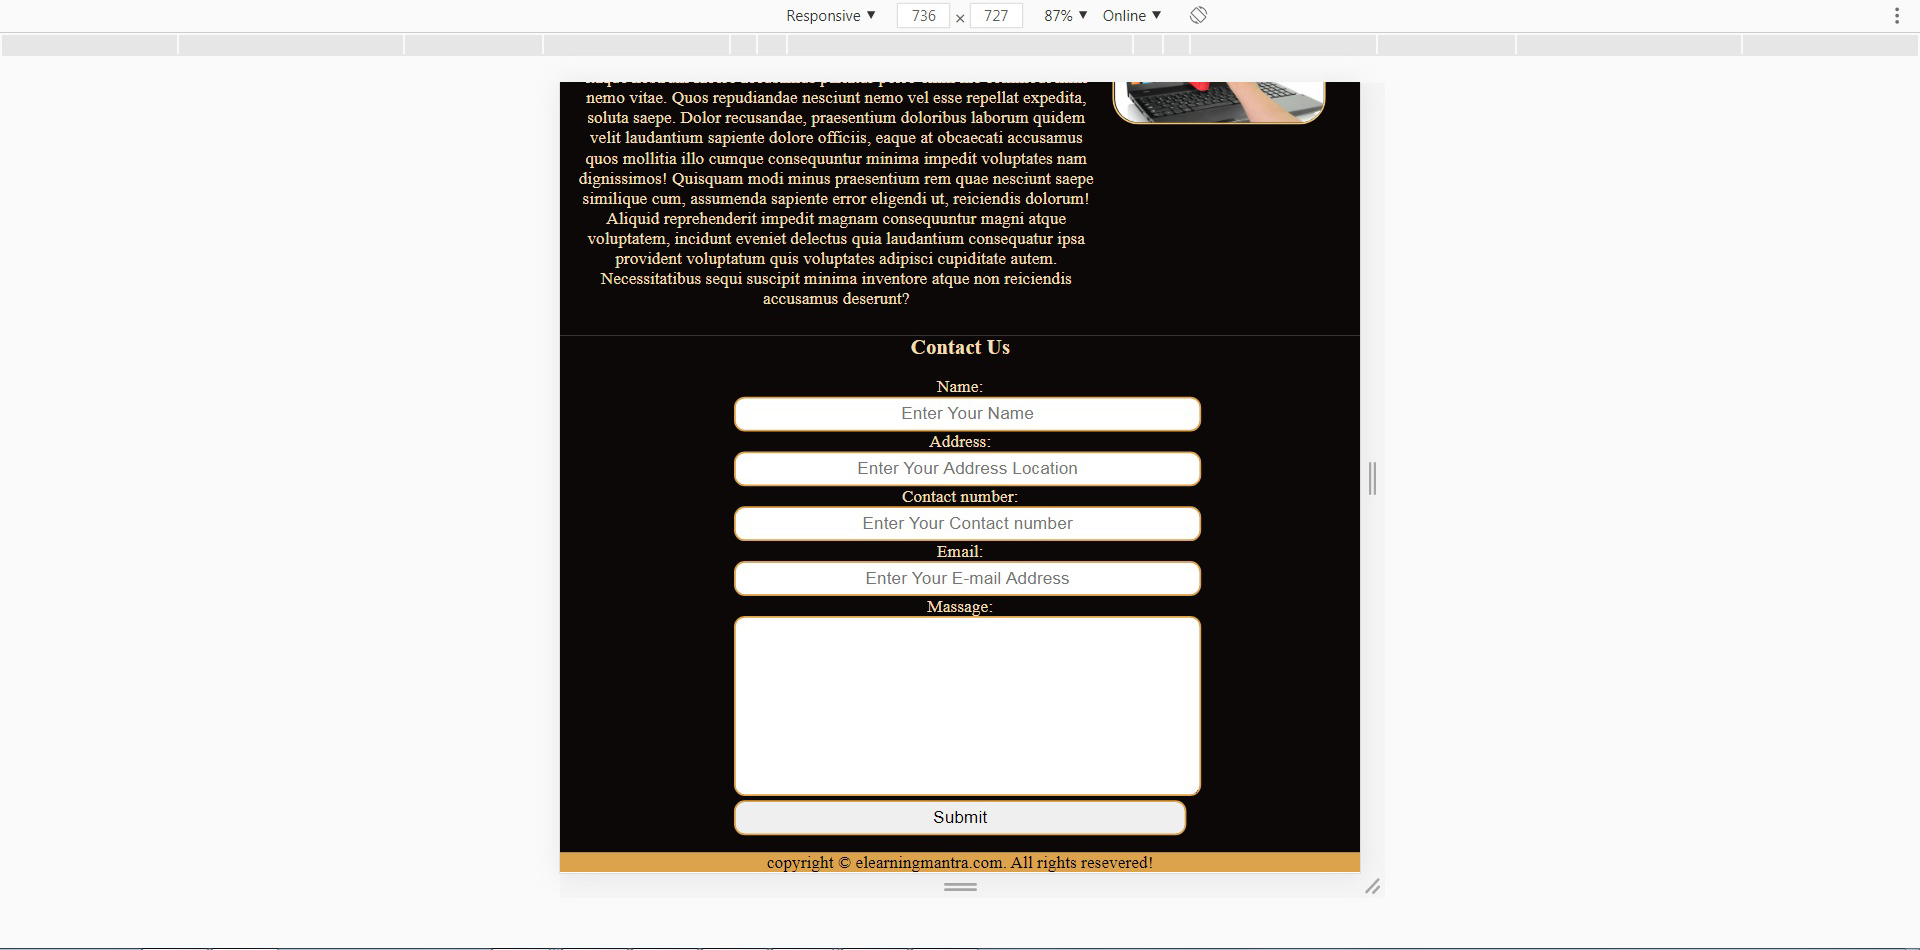 Responsive ▼ 736 × 727 87% ▼ Online ▼
nemo vitae. Quos repudiandae nesciunt nemo vel esse repellat expedita,
soluta saepe. Dolor recusandae, praesentium doloribus laborum quidem
velit laudantium sapiente dolore officiis, eaque at obcaecati accusamus
quos mollitia illo cumque consequuntur minima impedit voluptates nam
dignissimos! Quisquam modi minus praesentium rem quae nesciunt saepe
similique cum, assumenda sapiente error eligendi ut, reiciendis dolorum!
Aliquid reprehenderit impedit magnam consequuntur magni atque
voluptatem, incidunt eveniet delectus quia laudantium consequatur ipsa
provident voluptatum quis voluptates adipisci cupiditate autem.
Necessitatibus sequi suscipit minima inventore atque non reiciendis
accusamus deserunt?
Contact Us
Name:
Enter Your Name
Address:
Enter Your Address Location
Contact number:
Enter Your Contact number
Email:
Enter Your E-mail Address
Massage:
Submit
copyright © elearningmantra.com. All rights resevered!